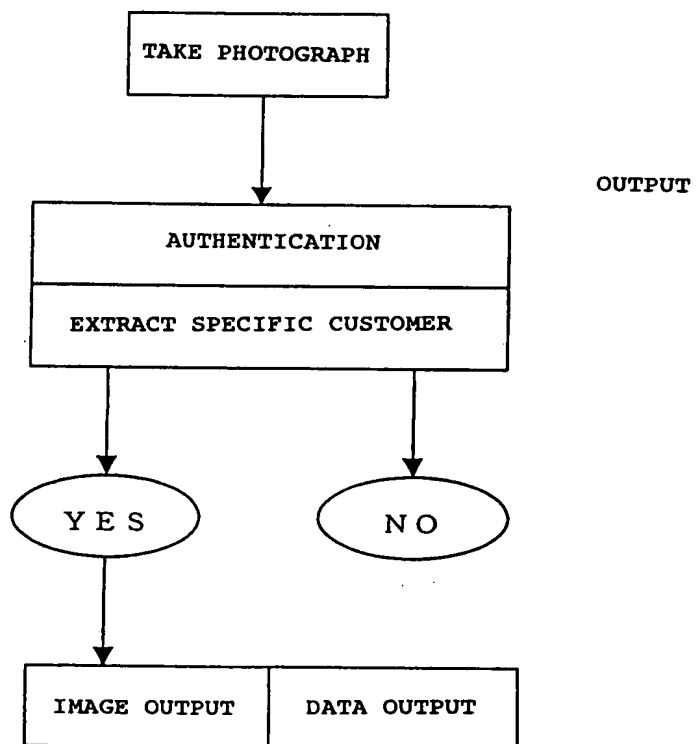 TAKE PHOTOGRAPH
OUTPUT
AUTHENTICATION
EXTRACT SPECIFIC CUSTOMER
YES
NO
IMAGE OUTPUT
DATA OUTPUT